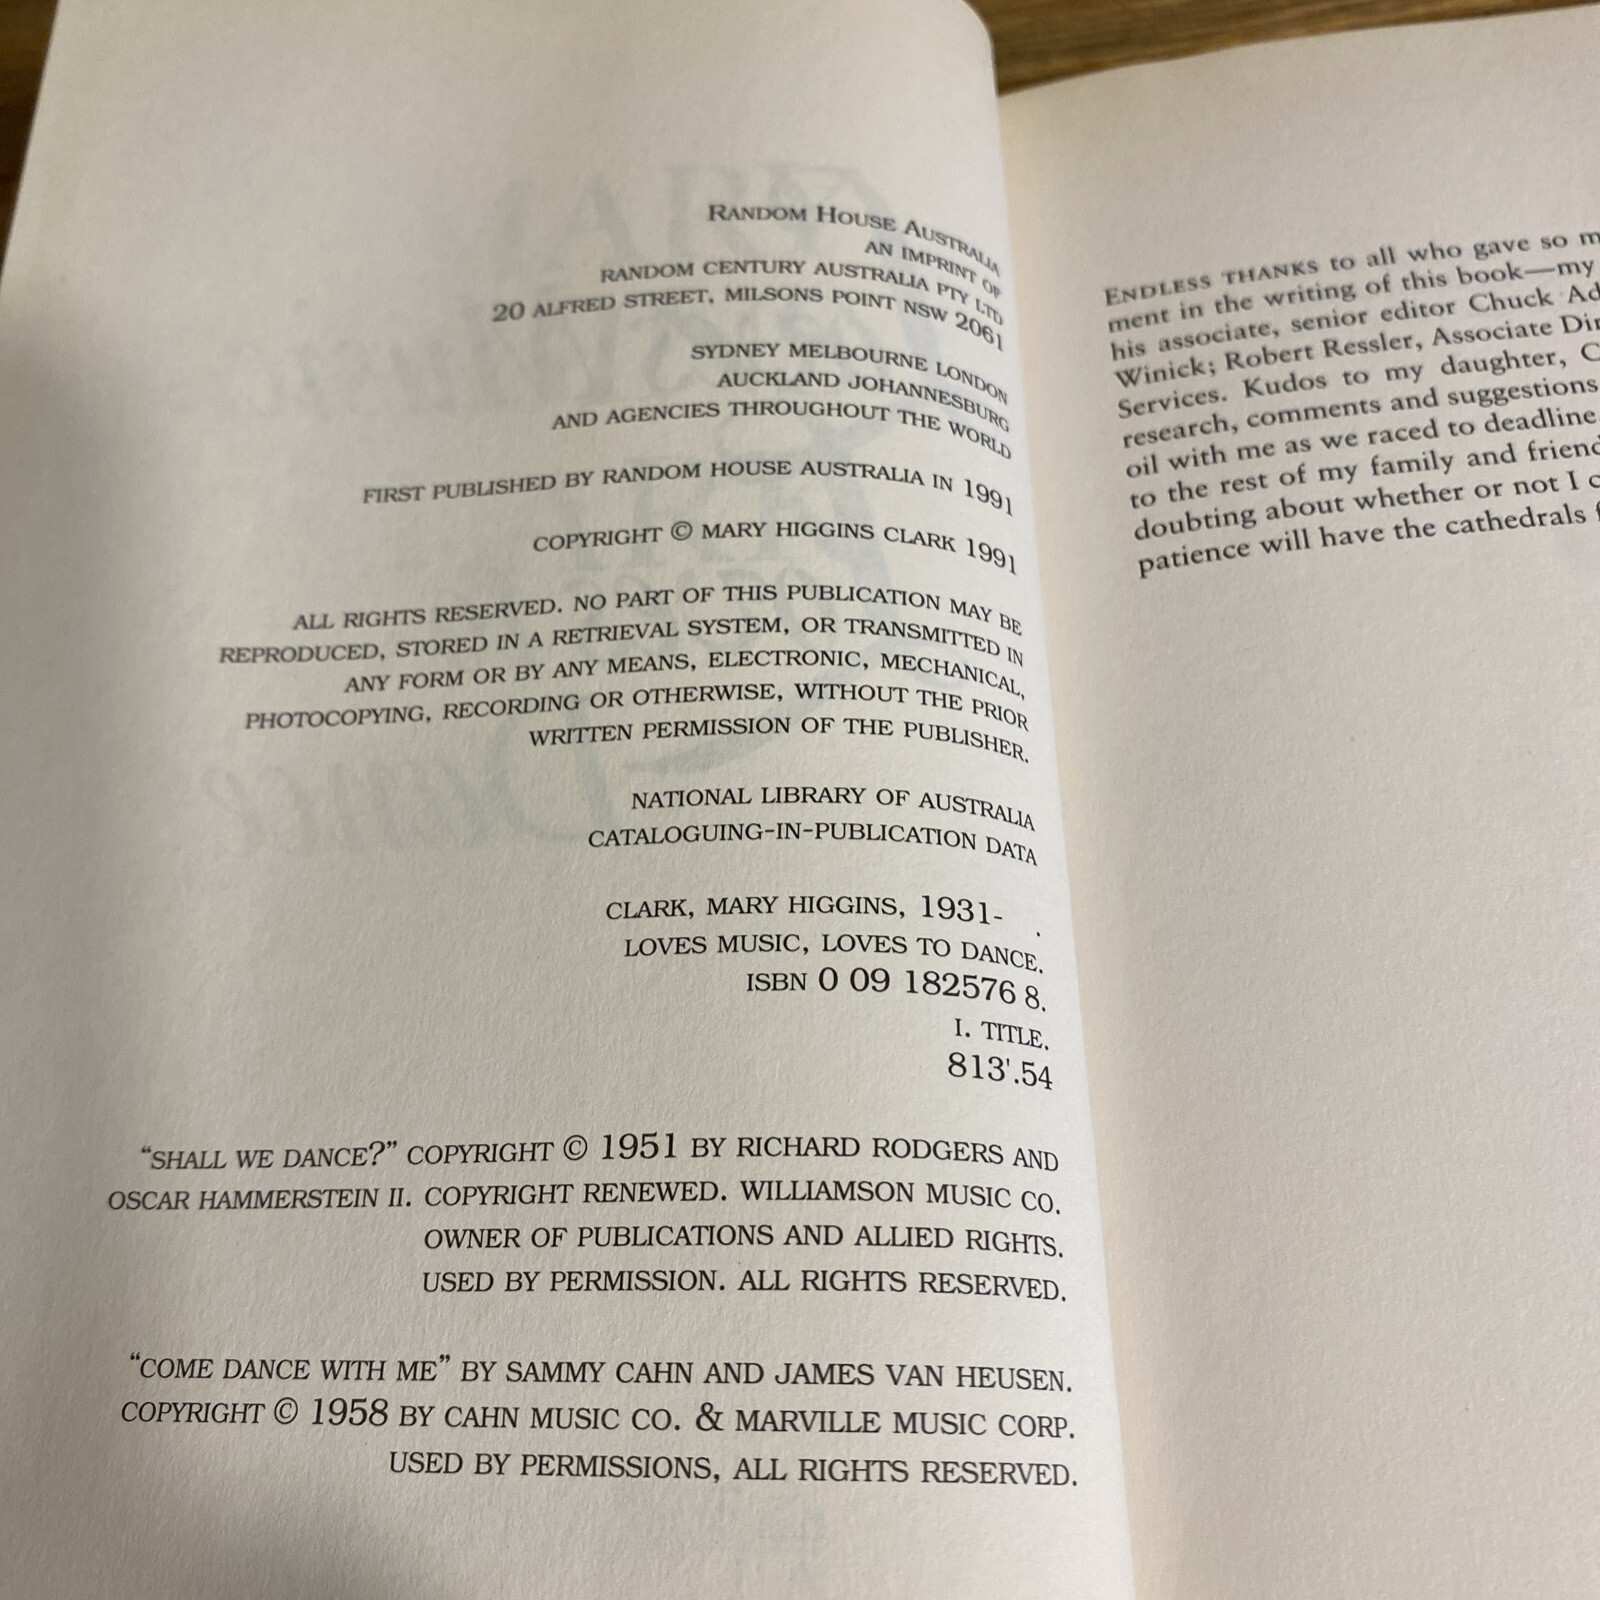 RANDOM HOUSE AUSTRALIA
AN IMPRINT OF
RANDOM CENTURY AUSTRALIA PTY LTD
20 ALFRED STREET, MILSONS POINT NSW 2061
SYDNEY MELBOURNE LONDON
AUCKLAND JOHANNESBURG
AND AGENCIES THROUGHOUT THE WORLD
FIRST PUBLISHED BY RANDOM HOUSE AUSTRALIA IN 1991
COPYRIGHT © MARY HIGGINS CLARK 1991
ALL RIGHTS RESERVED. NO PART OF THIS PUBLICATION MAY BE
REPRODUCED, STORED IN A RETRIEVAL SYSTEM, OR TRANSMITTED IN
ANY FORM OR BY ANY MEANS, ELECTRONIC, MECHANICAL,
PHOTOCOPYING, RECORDING OR OTHERWISE, WITHOUT THE PRIOR
WRITTEN PERMISSION OF THE PUBLISHER.
NATIONAL LIBRARY OF AUSTRALIA
CATALOGUING-IN-PUBLICATION DATA
CLARK, MARY HIGGINS, 1931- .
LOVES MUSIC, LOVES TO DANCE.
ISBN 0 09 182576 8.
I. TITLE.
813'.54
“SHALL WE DANCE?” COPYRIGHT © 1951 BY RICHARD RODGERS AND
OSCAR HAMMERSTEIN II. COPYRIGHT RENEWED. WILLIAMSON MUSIC CO.
OWNER OF PUBLICATIONS AND ALLIED RIGHTS.
USED BY PERMISSION. ALL RIGHTS RESERVED.
“COME DANCE WITH ME” BY SAMMY CAHN AND JAMES VAN HEUSEN.
COPYRIGHT © 1958 BY CAHN MUSIC CO. & MARVILLE MUSIC CORP.
USED BY PERMISSIONS, ALL RIGHTS RESERVED.
ENDLESS THANKS to all who gave so m
ment in the writing of this book—my
his associate, senior editor Chuck Ad
Winick; Robert Ressler, Associate Dir
Services. Kudos to my daughter, C
research, comments and suggestions
oil with me as we raced to deadline
to the rest of my family and friend
doubting about whether or not I c
patience will have the cathedrals f